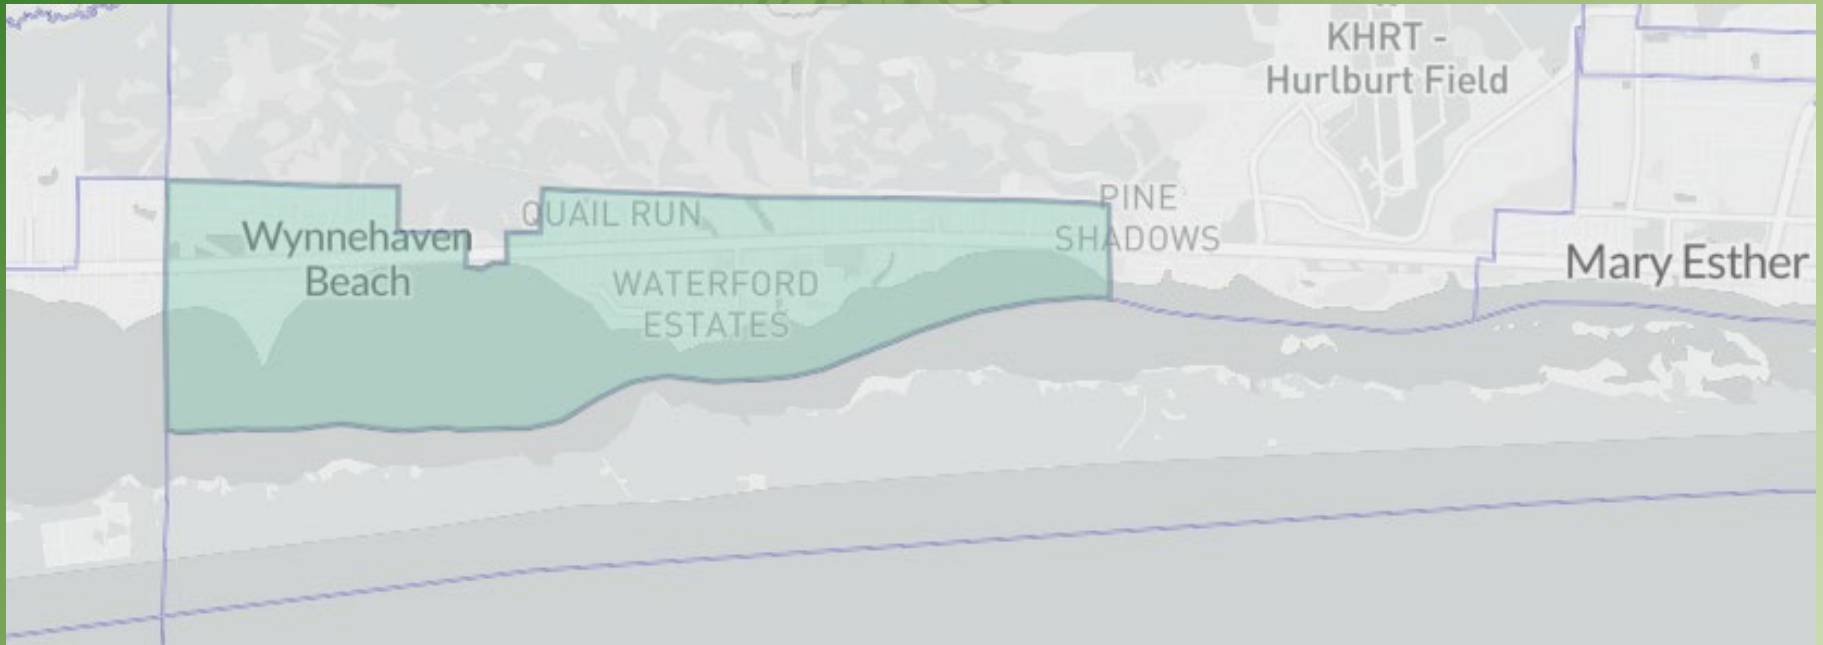 KHRT -
Hurlburt Field
PINE
SHADOWS
QUAIL RUN
Wynnehaven
Beach
WATERFORD
ESTATES
Mary Esther